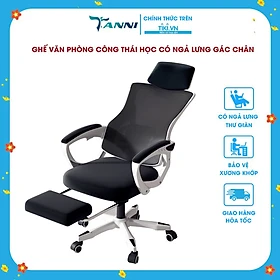 TANNI
CHÍNH THỨC TRÊN
TIKI.VN
GHẾ VĂN PHÒNG CÔNG THÁI HỌC CÓ NGẢ LƯNG GÁC CHÂN
CÓ NGẢ LƯNG
THƯ GIÃN
BẢO VỆ
XƯƠNG KHỚP
GIAO HÀNG
HỎA TỐC